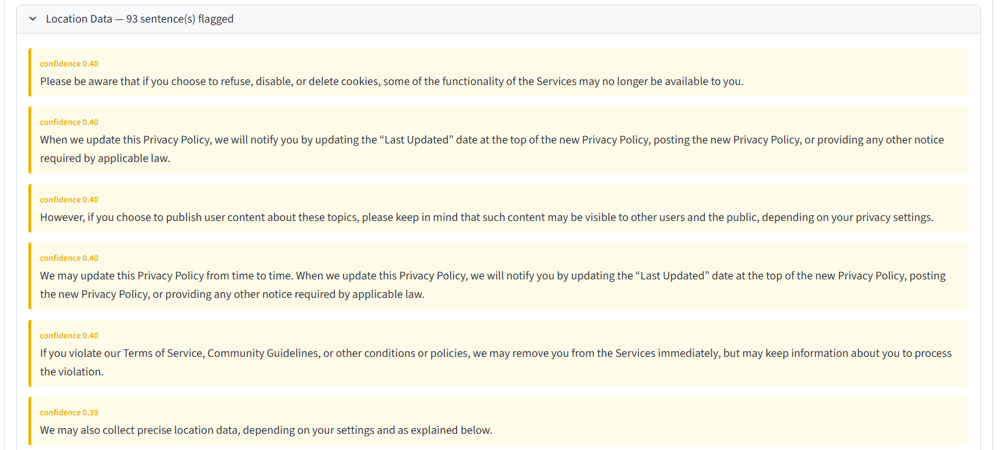 Location Data — 93 sentence(s) flagged
confidence 0.40
Please be aware that if you choose to refuse, disable, or delete cookies, some of the functionality of the Services may no longer be available to you.
confidence 0.40
When we update this Privacy Policy, we will notify you by updating the “Last Updated” date at the top of the new Privacy Policy, posting the new Privacy Policy, or providing any other notice
required by applicable law.
confidence 0.40
However, if you choose to publish user content about these topics, please keep in mind that such content may be visible to other users and the public, depending on your privacy settings.
confidence 0.40
We may update this Privacy Policy from time to time. When we update this Privacy Policy, we will notify you by updating the “Last Updated” date at the top of the new Privacy Policy, posting
the new Privacy Policy, or providing any other notice required by applicable law.
confidence 0.40
If you violate our Terms of Service, Community Guidelines, or other conditions or policies, we may remove you from the Services immediately, but may keep information about you to process
the violation.
confidence 0.39
We may also collect precise location data, depending on your settings and as explained below.